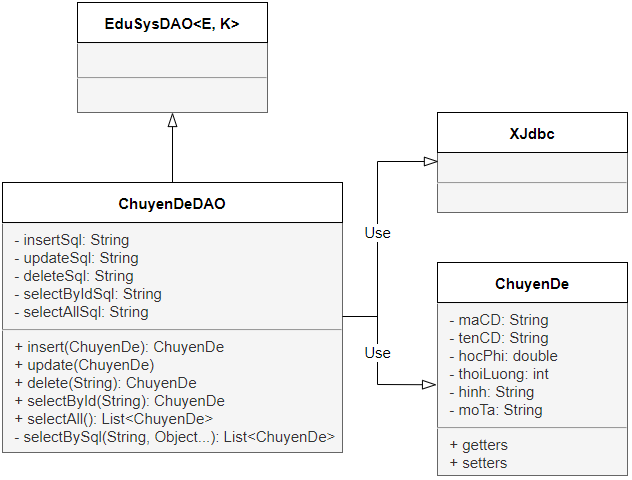 EduSysDAO<E, K>
XJdbc
ChuyenDeDAO
- insertSql: String
- updateSql: String
- deleteSql: String
- selectByIdSql: String
- selectAllSql: String
+ insert(ChuyenDe): ChuyenDe
+ update(ChuyenDe)
+ delete(String): ChuyenDe
+ selectById(String): ChuyenDe
+ selectAll(): List<ChuyenDe>
- selectBySql(String, Object...): List<ChuyenDe>
Use
Use
ChuyenDe
- maCD: String
- tenCD: String
- hocPhi: double
- thoiLuong: int
- hinh: String
- moTa: String
+ getters
+ setters